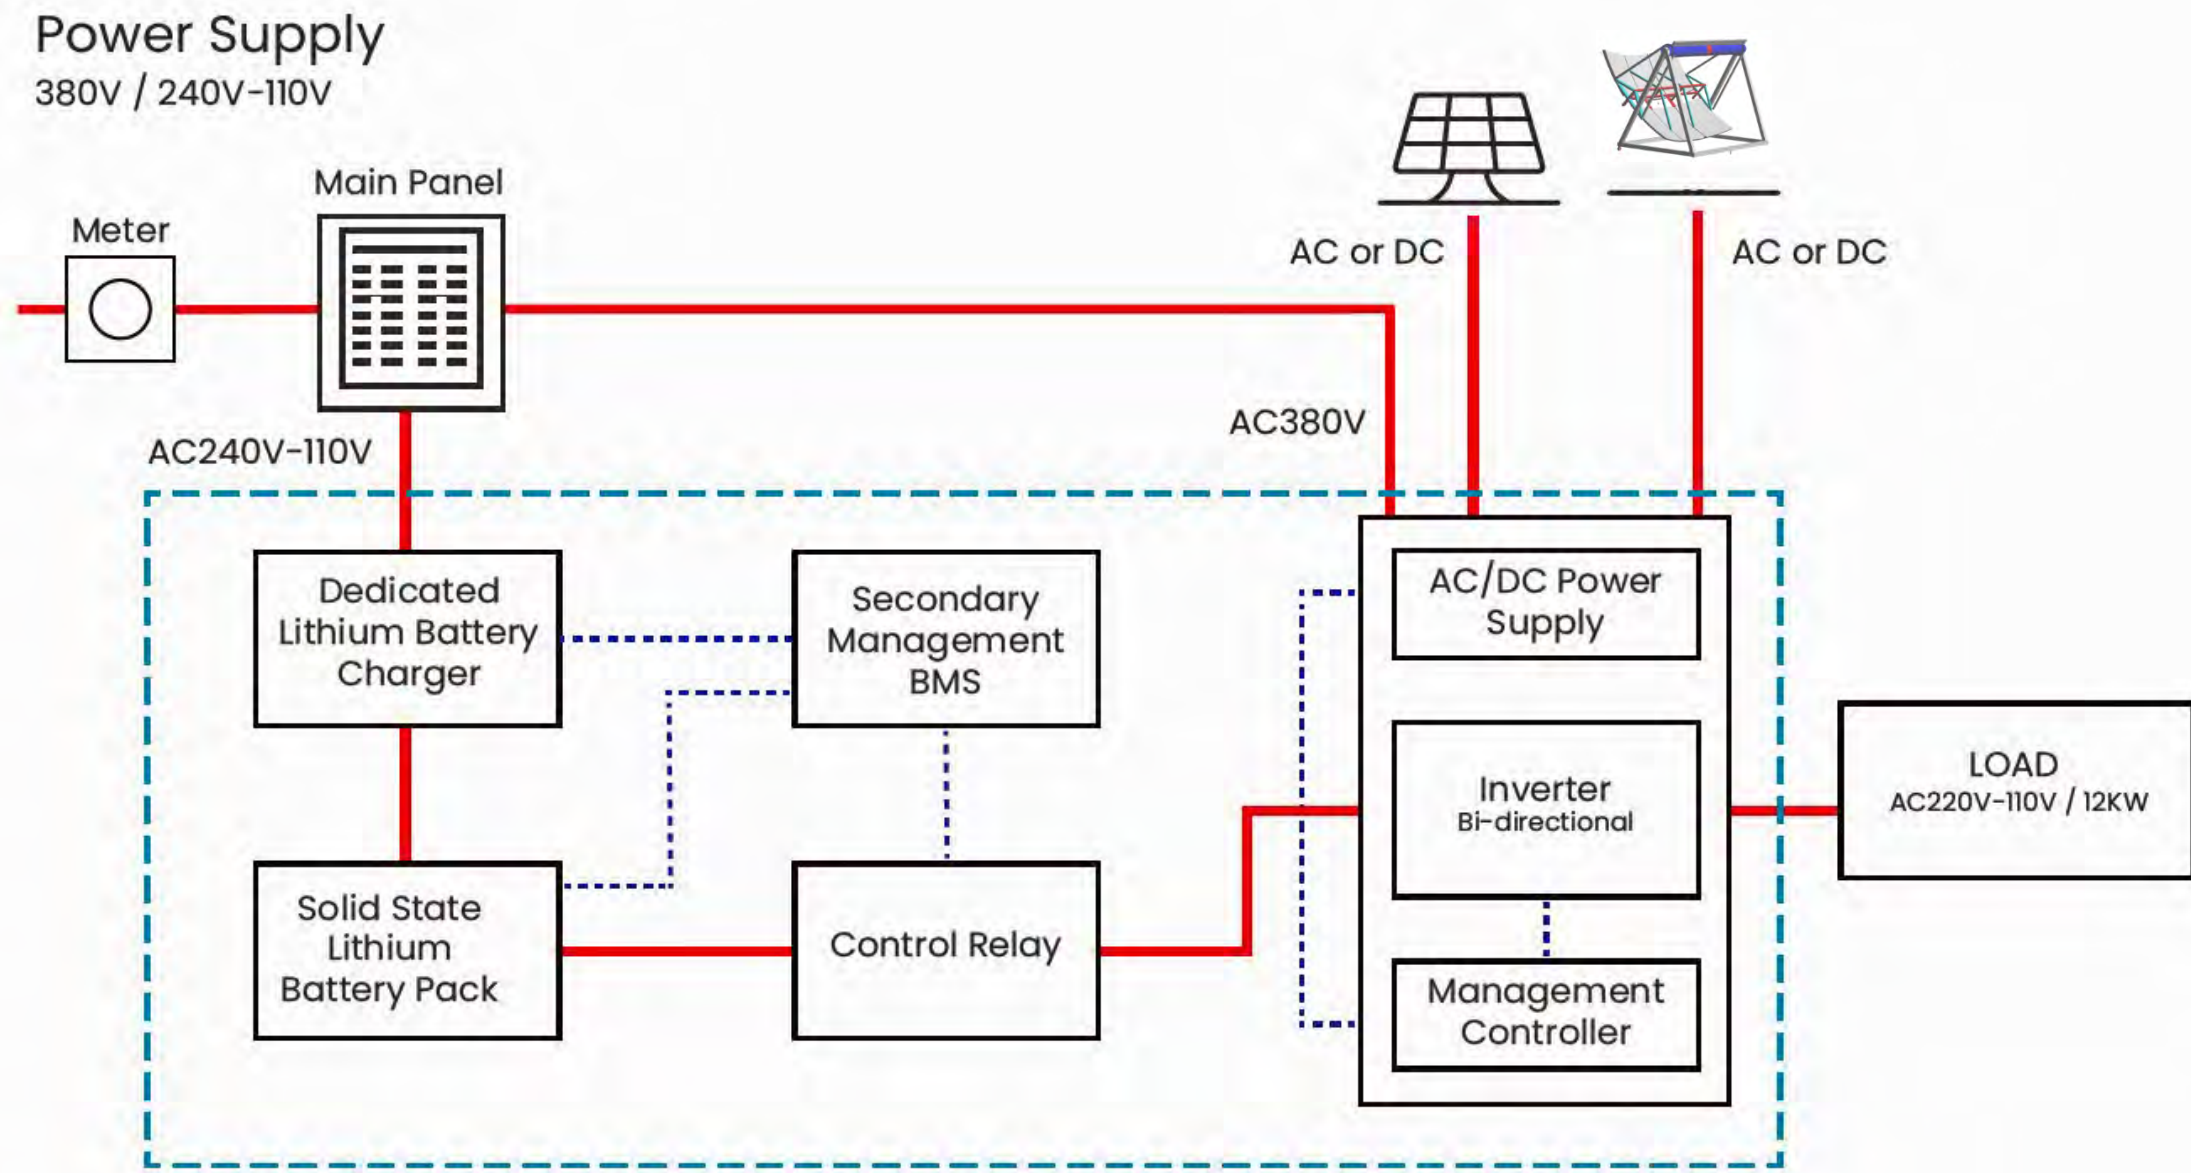 Power Supply
380V / 240V-110V
Main Panel
Meter
AC or DC
AC or DC
AC380V
AC240V-110V
Dedicated
Lithium Battery
Charger
Secondary
Management
BMS
AC/DC Power
Supply
LOAD
AC220V-110V / 12KW
Inverter
Bi-directional
Solid State
Lithium
Battery Pack
Control Relay
Management
Controller